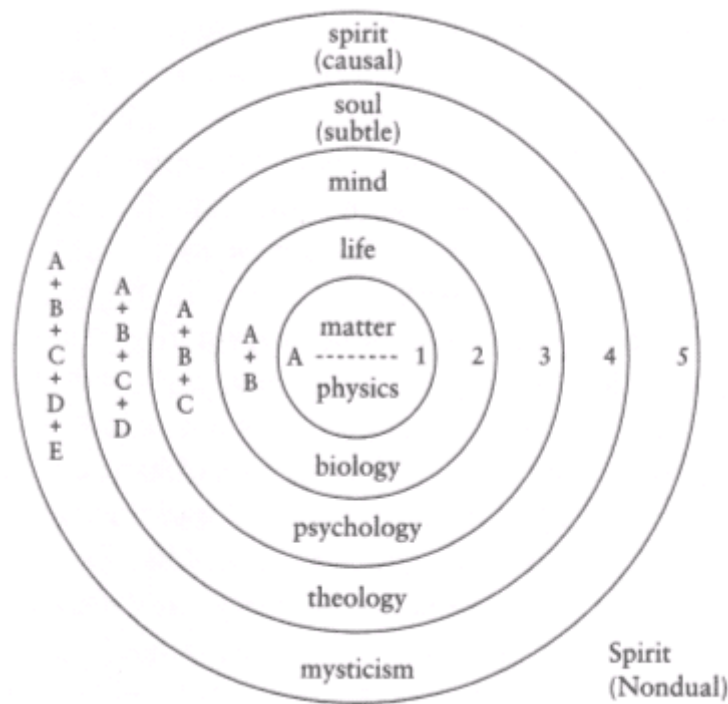 spirit
(causal)
soul
(subtle)
mind
life
A
+
B
+
C
+
D
+
E
A
+
B
+
C
+
D
A
+
B
+
C
A
+
B
matter
A -------- 1
physics
2
3
4
5
biology
psychology
theology
mysticism
Spirit
(Nondual)